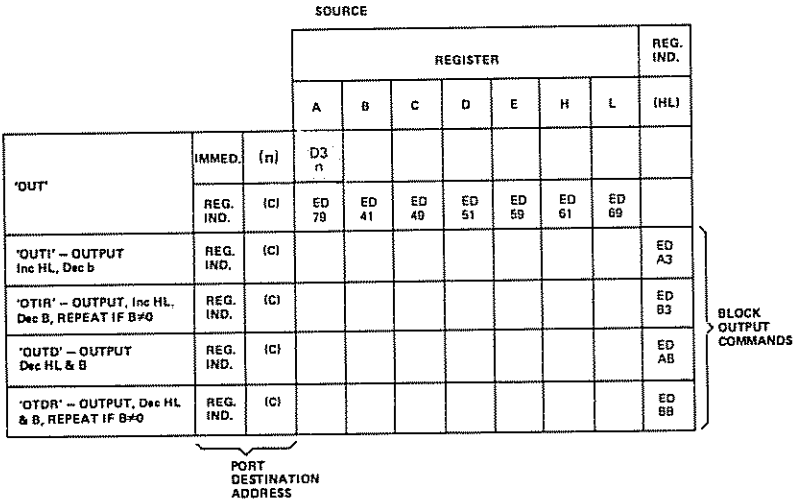 SOURCE
REGISTER
REG.
IND.
A B C D E H L (HL)
'OUT'
IMMED. (n) D3
n
REG.
IND. (C) ED
79 ED
41 ED
49 ED
51 ED
59 ED
61 ED
69
'OUTI' – OUTPUT
Inc HL, Dec b
REG.
IND. (C) ED
A3
'OTIR' – OUTPUT, Inc HL,
Dec B, REPEAT IF B≠0
REG.
IND. (C) ED
B3
'OUTD' – OUTPUT
Dec HL & B
REG.
IND. (C) ED
AB
'OTDR' – OUTPUT, Dec HL
& B, REPEAT IF B≠0
REG.
IND. (C) ED
BB
BLOCK
OUTPUT
COMMANDS
PORT
DESTINATION
ADDRESS